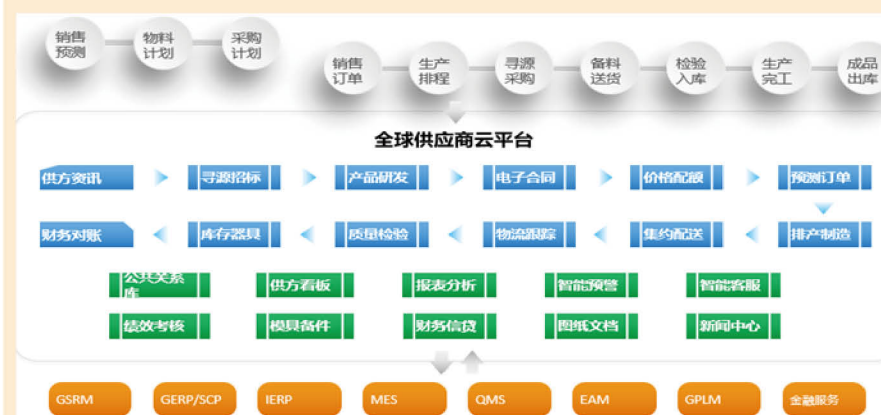 销售
预测
物料
计划
采购
计划
销售
订单
生产
排程
寻源
采购
备料
送货
检验
入库
生产
完工
成品
出库
全球供应商云平台
供方资讯 寻源招标 产品研发 电子合同 价格配额 预测订单
财务对账 库存器具 质量检验 物流跟踪 集约配送 排产制造
公共关系
库
供方看板 报表分析 智能预警 智能客服
绩效考核 模具备件 财务信贷 图纸文档 新闻中心
GSRM GERP/SCP IERP MES QMS EAM GPLM 金融服务